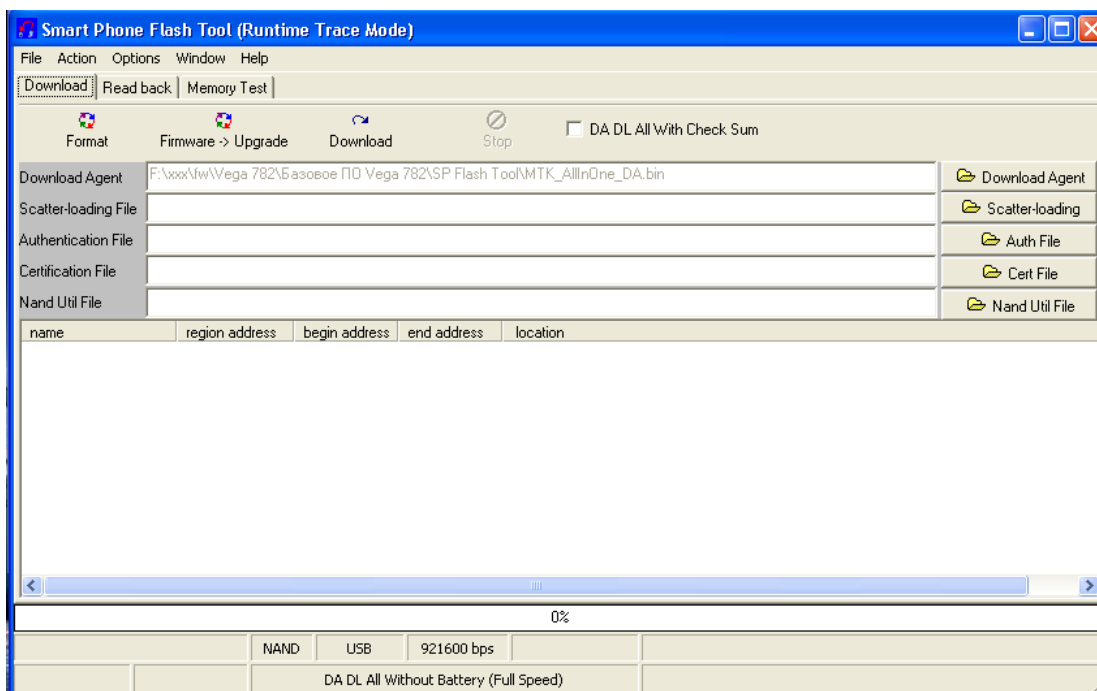 Smart Phone Flash Tool (Runtime Trace Mode)
File Action Options Window Help
Download Read back Memory Test
Format Firmware -> Upgrade Download Stop DA DL All With Check Sum
Download Agent F:\xxx\fw\Vega 782\Базовое ПО Vega 782\SP Flash Tool\MTK_AllInOne_DA.bin Download Agent
Scatter-loading File Scatter-loading
Authentication File Auth File
Certification File Cert File
Nand Util File Nand Util File
name region address begin address end address location
0%
NAND USB 921600 bps
DA DL All Without Battery (Full Speed)